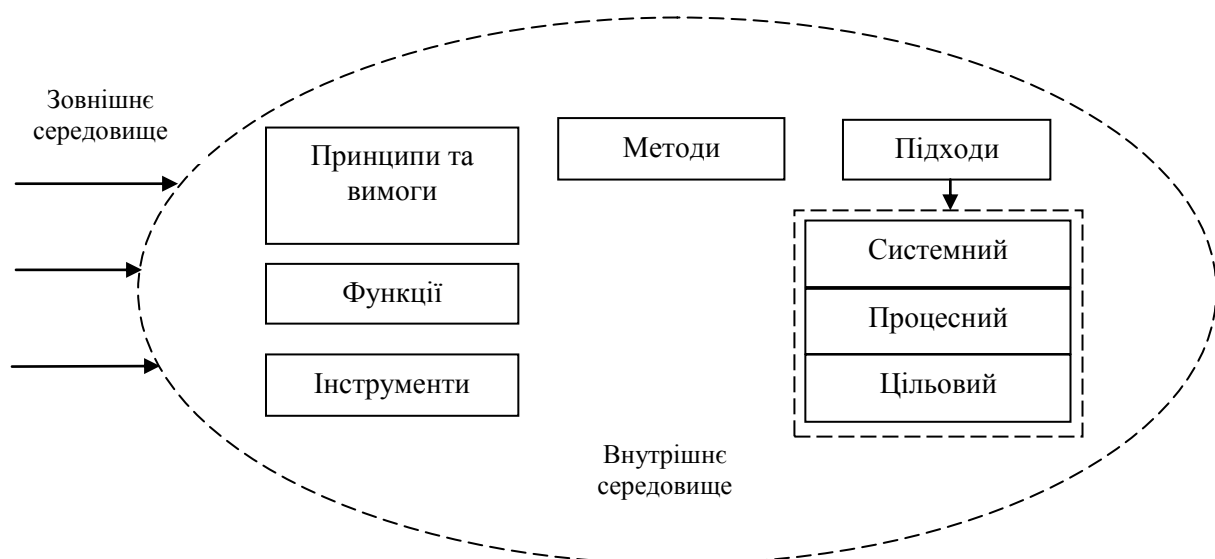 Зовнішнє
середовище
Принципи та
вимоги
Методи
Підходи
Функції
Інструменти
Системний
Процесний
Цільовий
Внутрішнє
середовище